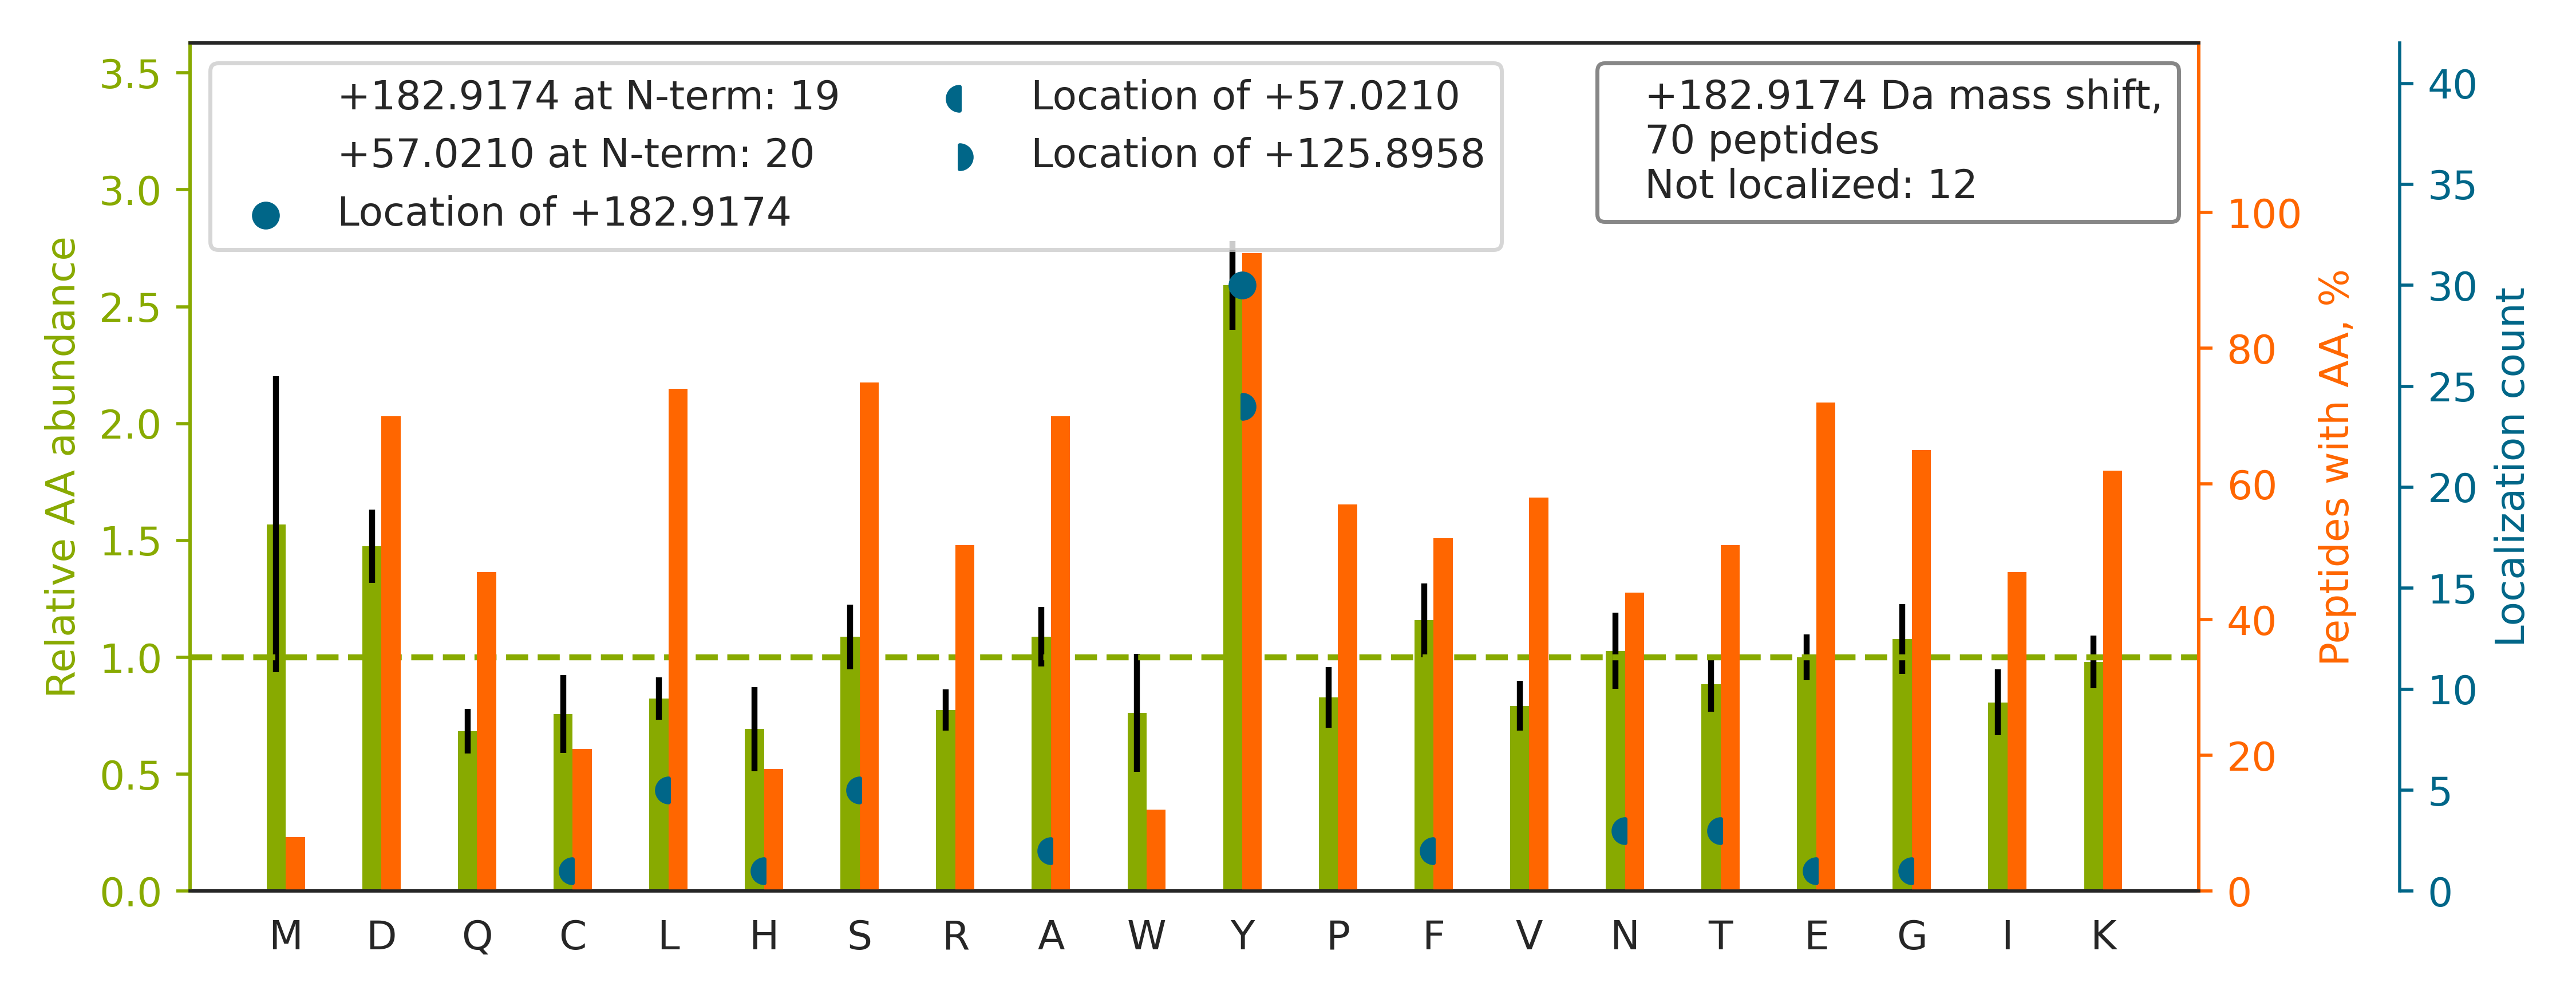 +182.9174 at N-term: 19
+57.0210 at N-term: 20
Location of +182.9174
Location of +57.0210
Location of +125.8958
+182.9174 Da mass shift,
70 peptides
Not localized: 12
Relative AA abundance
3.5
3.0
2.5
2.0
1.5
1.0
0.5
0.0
M D Q C L H S R A W Y P F V N T E G I K
100
80
60
40
20
0
Peptides with AA, %
40
35
30
25
20
15
10
5
0
Localization count